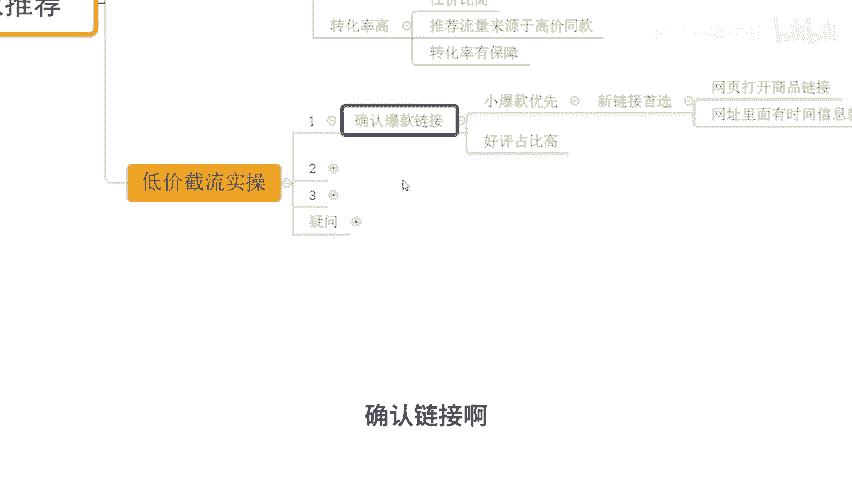 推荐
性价比高
转化率高
推荐流量来源于高价同款
转化率有保障
网页打开商品链接
小爆款优先
新链接首选
1
确认爆款链接
网址里面有时间信息
好评占比高
2
低价截流实操
3
疑问
确认链接啊